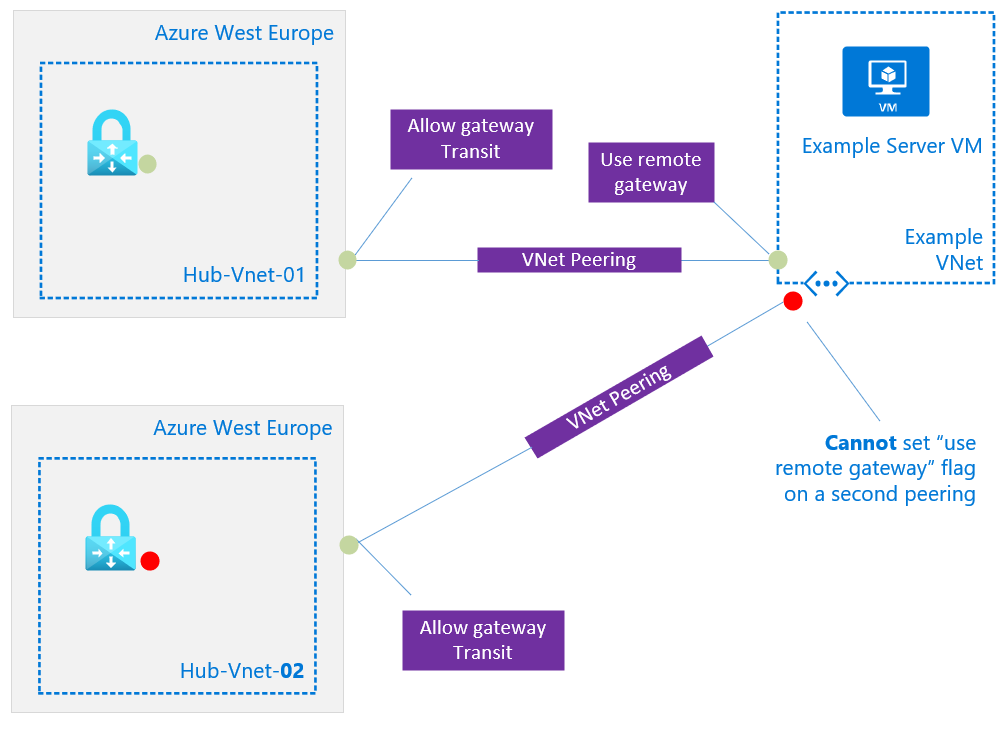 Azure West Europe
Hub-Vnet-01
Allow gateway
Transit
Use remote
gateway
VNet Peering
VM
Example Server VM
Example
VNet
VNet Peering
Cannot set “use
remote gateway” flag
on a second peering
Azure West Europe
Hub-Vnet-02
Allow gateway
Transit